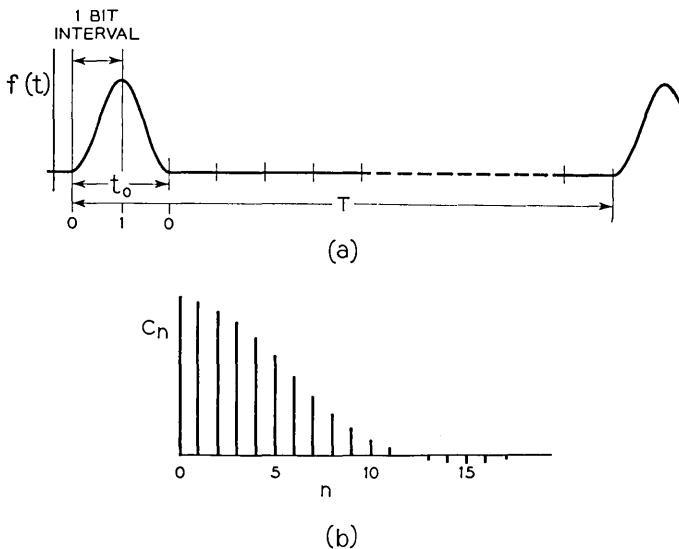 1 BIT
INTERVAL
f(t)
t₀
T
0 1 0
(a)
Cn
0 5 10 15
n
(b)